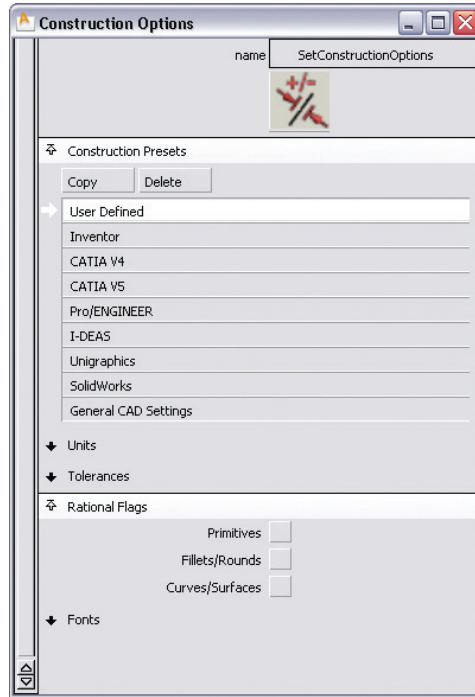 Construction Options
name SetConstructionOptions
+/-
Construction Presets
Copy Delete
User Defined
Inventor
CATIA V4
CATIA V5
Pro/ENGINEER
I-DEAS
Unigraphics
SolidWorks
General CAD Settings
Units
Tolerances
Rational Flags
Primitives
Fillets/Rounds
Curves/Surfaces
Fonts